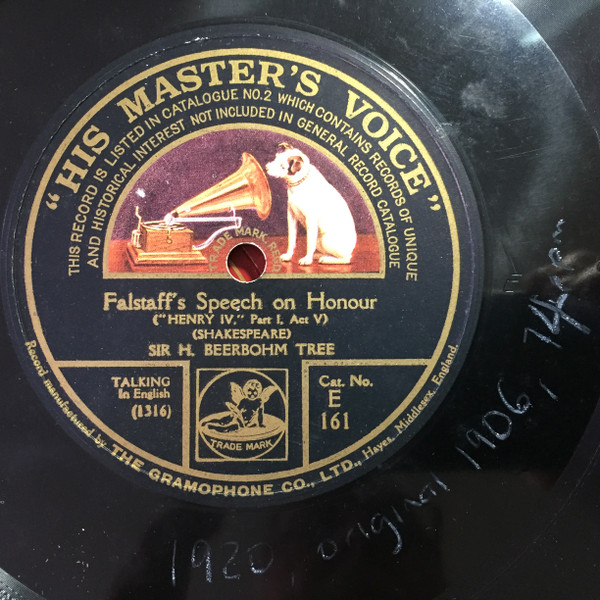 "HIS MASTER'S VOICE"
THIS RECORD IS LISTED IN CATALOGUE NO.2 WHICH CONTAINS RECORDS OF UNIQUE
AND HISTORICAL INTEREST NOT INCLUDED IN GENERAL RECORD CATALOGUE
TRADE MARK REGD
Falstaff's Speech on Honour
("HENRY IV," Part I, Act V)
(SHAKESPEARE)
SIR H. BEERBOHM TREE
TALKING
In English
(1316)
TRADE MARK
Cat. No.
E
161
Record manufactured by THE GRAMOPHONE CO., LTD., Hayes, Middlesex, England.
1920, original 1906,